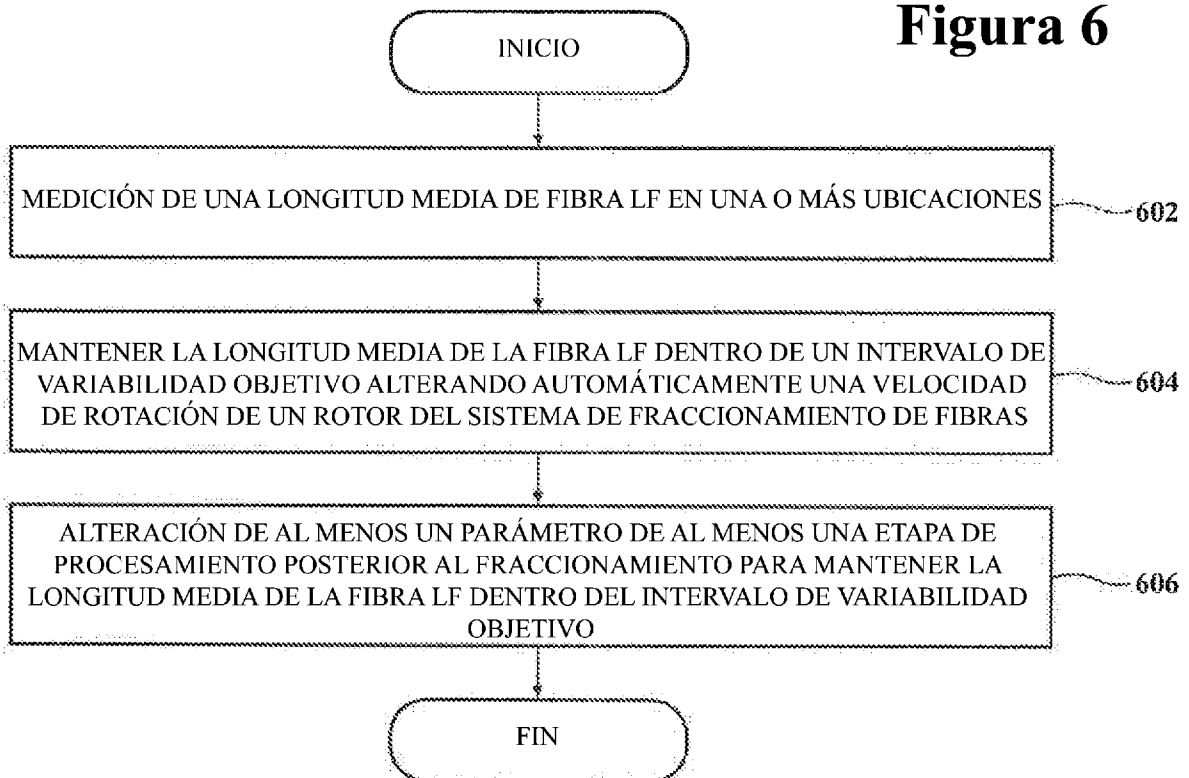 Figura 6
INICIO
MEDICIÓN DE UNA LONGITUD MEDIA DE FIBRA LF EN UNA O MÁS UBICACIONES
602
MANTENER LA LONGITUD MEDIA DE LA FIBRA LF DENTRO DE UN INTERVALO DE
VARIABILIDAD OBJETIVO ALTERANDO AUTOMÁTICAMENTE UNA VELOCIDAD
DE ROTACIÓN DE UN ROTOR DEL SISTEMA DE FRACCIONAMIENTO DE FIBRAS
604
ALTERACIÓN DE AL MENOS UN PARÁMETRO DE AL MENOS UNA ETAPA DE
PROCESAMIENTO POSTERIOR AL FRACCIONAMIENTO PARA MANTENER LA
LONGITUD MEDIA DE LA FIBRA LF DENTRO DEL INTERVALO DE VARIABILIDAD
OBJETIVO
606
FIN